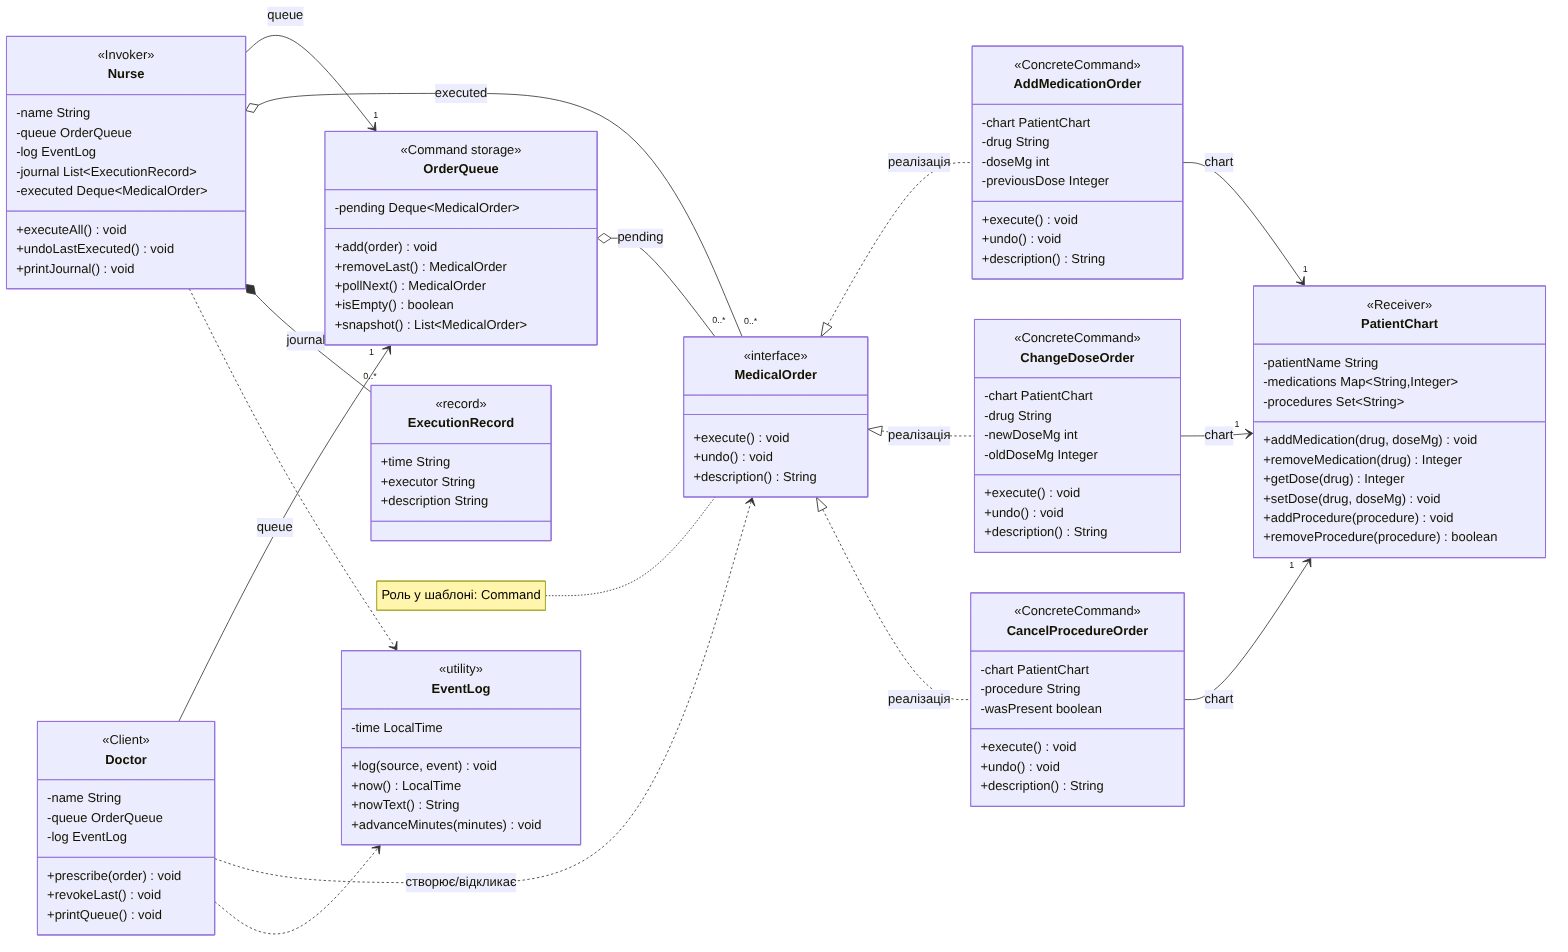 queue
«Invoker»
Nurse
-name String
-queue OrderQueue
-log EventLog
-journal List<ExecutionRecord>
-executed Deque<MedicalOrder>
+executeAll() : void
+undoLastExecuted() : void
+printJournal() : void
executed
1
«Command storage»
OrderQueue
-pending Deque<MedicalOrder>
+add(order) : void
+removeLast() : MedicalOrder
+pollNext() : MedicalOrder
+isEmpty() : boolean
+snapshot() : List<MedicalOrder>
pending
0..*
0..*
journal
1
0..*
«record»
ExecutionRecord
+time String
+executor String
+description String
queue
«interface»
MedicalOrder
+execute() : void
+undo() : void
+description() : String
Роль у шаблоні: Command
«utility»
EventLog
-time LocalTime
+log(source, event) : void
+now() : LocalTime
+nowText() : String
+advanceMinutes(minutes) : void
«Client»
Doctor
-name String
-queue OrderQueue
-log EventLog
+prescribe(order) : void
+revokeLast() : void
+printQueue() : void
створює/відкликає
реалізація
«ConcreteCommand»
AddMedicationOrder
-chart PatientChart
-drug String
-doseMg int
-previousDose Integer
+execute() : void
+undo() : void
+description() : String
chart
1
реалізація
«ConcreteCommand»
ChangeDoseOrder
-chart PatientChart
-drug String
-newDoseMg int
-oldDoseMg Integer
+execute() : void
+undo() : void
+description() : String
chart
1
реалізація
«ConcreteCommand»
CancelProcedureOrder
-chart PatientChart
-procedure String
-wasPresent boolean
+execute() : void
+undo() : void
+description() : String
chart
1
«Receiver»
PatientChart
-patientName String
-medications Map<String,Integer>
-procedures Set<String>
+addMedication(drug, doseMg) : void
+removeMedication(drug) : Integer
+getDose(drug) : Integer
+setDose(drug, doseMg) : void
+addProcedure(procedure) : void
+removeProcedure(procedure) : boolean